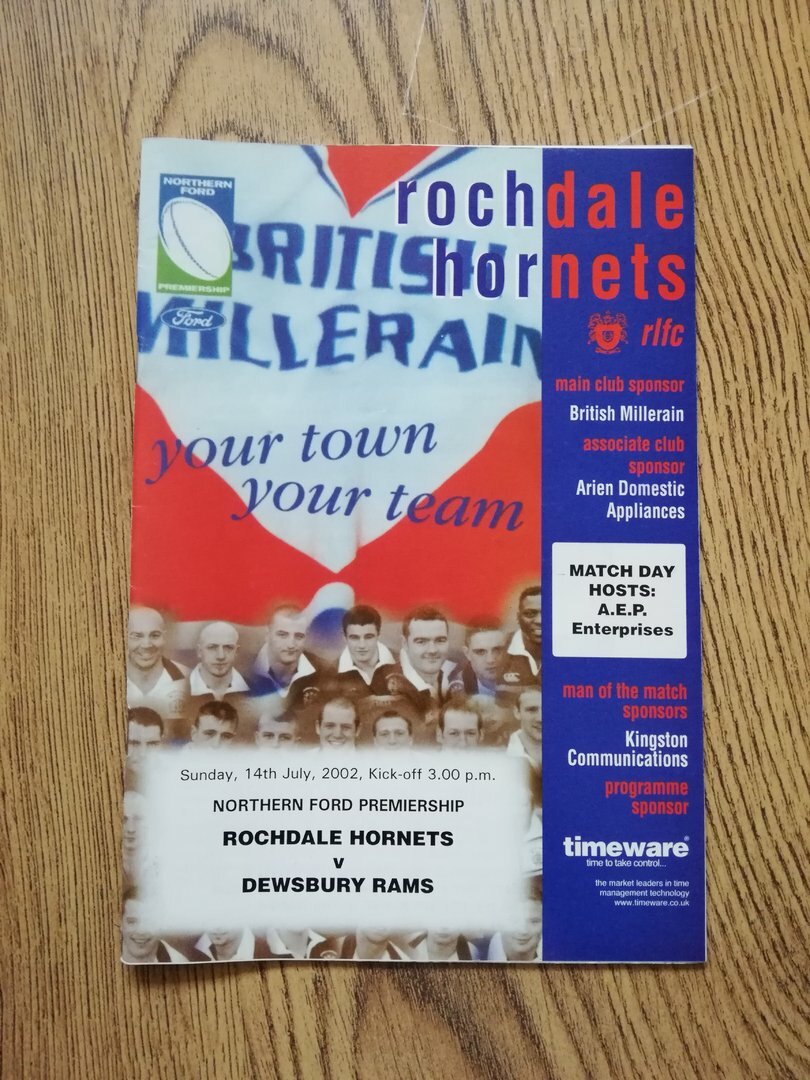 NORTHERN
FORD
PREMIERSHIP
Ford
BRITISH
MILLERAIN
your town
your team
rochdale
hornets
rlfc
main club sponsor
British Millerain
associate club
sponsor
Arien Domestic
Appliances
MATCH DAY
HOSTS:
A.E.P.
Enterprises
man of the match
sponsors
Kingston
Communications
programme
sponsor
timeware®
time to take control...
the market leaders in time
management technology
www.timeware.co.uk
Sunday, 14th July, 2002, Kick-off 3.00 p.m.
NORTHERN FORD PREMIERSHIP
ROCHDALE HORNETS
v
DEWSBURY RAMS